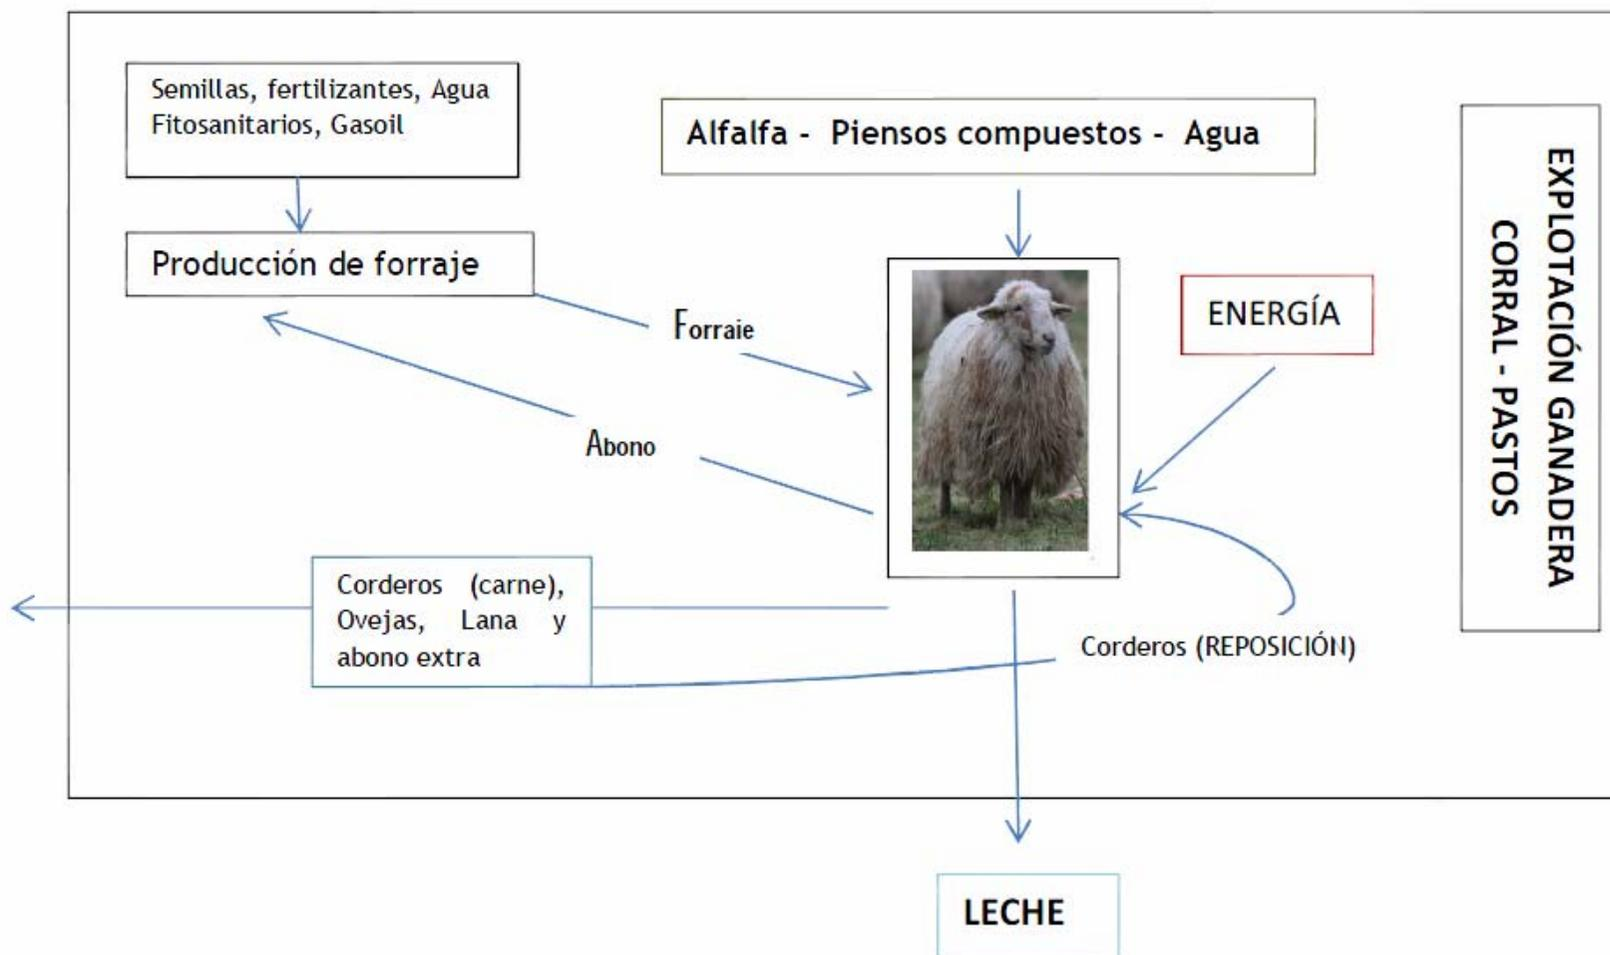 Semillas, fertilizantes, Agua
Fitosanitarios, Gasoil
Alfalfa - Piensos compuestos - Agua
Producción de forraje
Forraie
ENERGÍA
EXPLOTACIÓN GANADERA
CORRAL - PASTOS
Abono
Corderos (carne),
Ovejas, Lana y
abono extra
Corderos (REPOSICIÓN)
LECHE